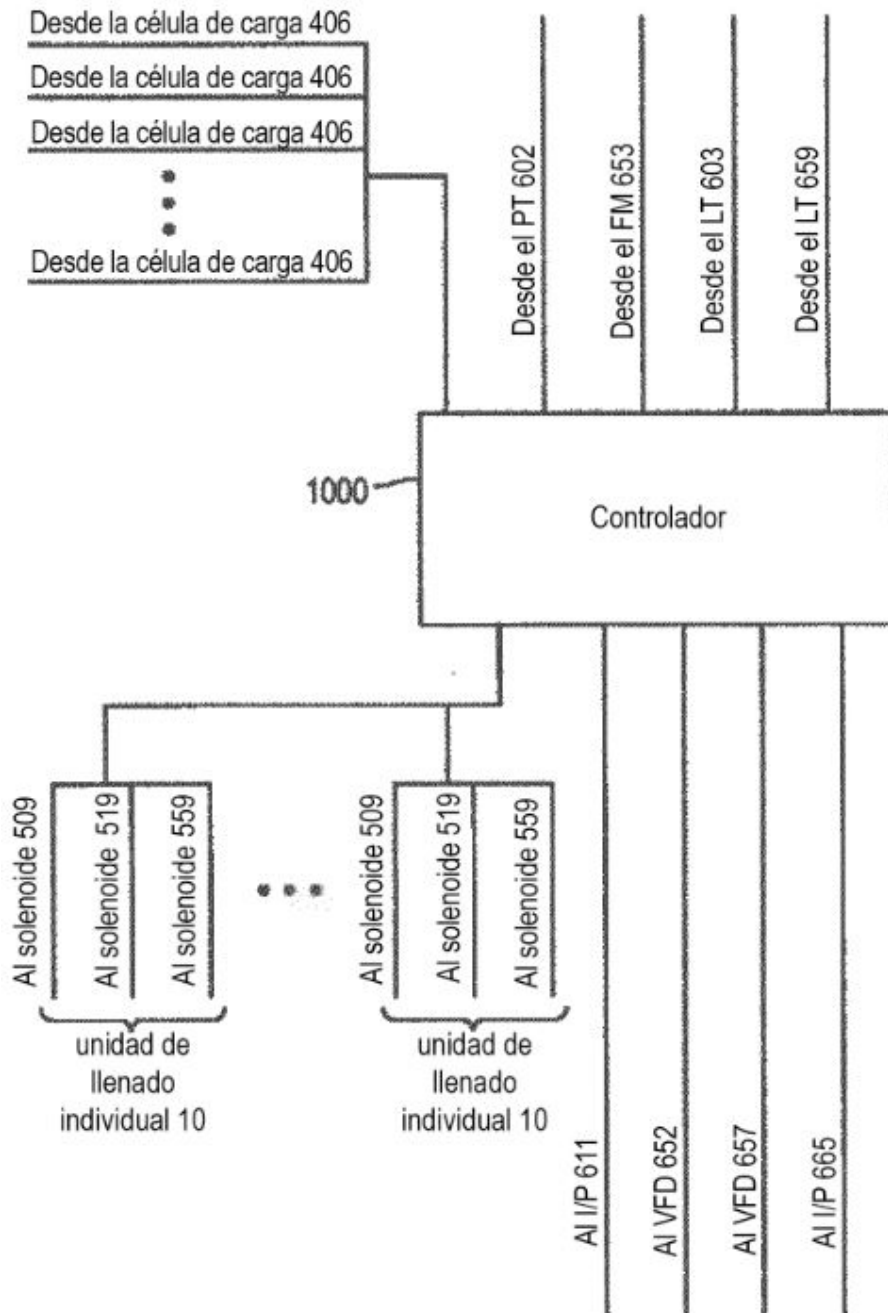 Desde la célula de carga 406
Desde la célula de carga 406
Desde la célula de carga 406
Desde la célula de carga 406
Desde el PT 602
Desde el FM 653
Desde el LT 603
Desde el LT 659
1000
Controlador
Al solenoide 509
Al solenoide 519
Al solenoide 559
Al solenoide 509
Al solenoide 519
Al solenoide 559
unidad de
llenado
individual 10
unidad de
llenado
individual 10
Al I/P 611
Al VFD 652
Al VFD 657
Al I/P 665